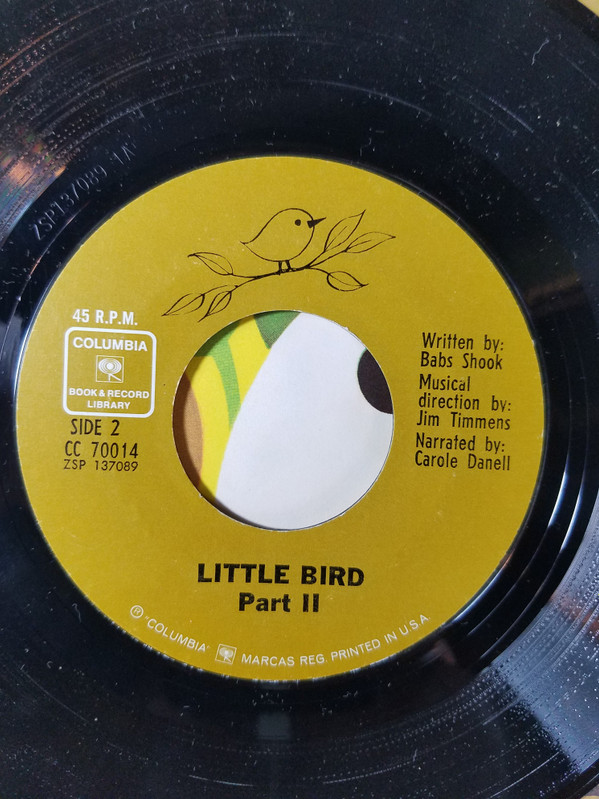 ZSP137089-1A
45 R.P.M.
COLUMBIA
BOOK & RECORD
LIBRARY
SIDE 2
CC 70014
ZSP 137089
Written by:
Babs Shook
Musical
direction by:
Jim Timmens
Narrated by:
Carole Danell
LITTLE BIRD
Part II
® "COLUMBIA" MARCAS REG. PRINTED IN U.S.A.